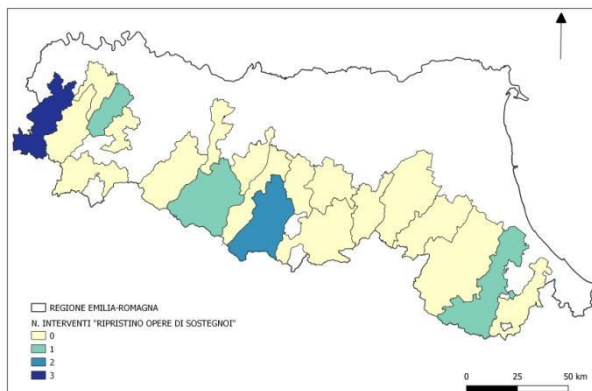 REGIONE EMILIA-ROMAGNA
N. INTERVENTI "RIPRISTINO OPERE DI SOSTEGNOI"
0
1
2
3
0 25 50 km